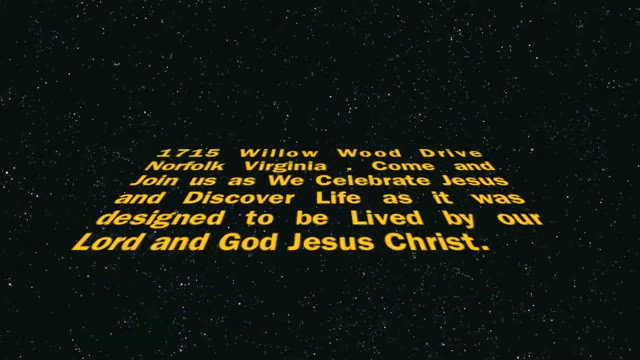 1715 Willow Wood Drive
Norfolk Virginia . Come and
Join us as We Celebrate Jesus
and Discover Life as it was
designed to be Lived by our
Lord and God Jesus Christ.